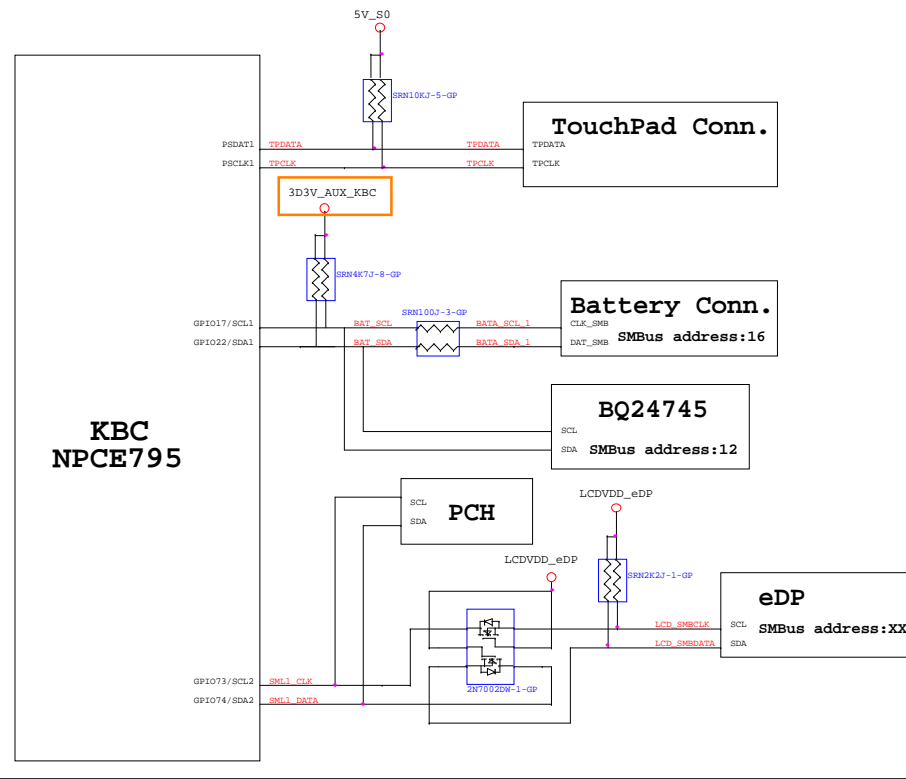 5V_S0
SRN10KJ-5-GP
TouchPad Conn.
PSDAT1 TPDATA TPDATA TPDATA
PSCLK1 TPCLK TPCLK TPCLK
3D3V_AUX_KBC
SRN4K7J-8-GP
Battery Conn.
SRN100J-3-GP
GPIO17/SCL1 BAT_SCL BATA_SCL_1 CLK_SMB
SMBus address:16
GPIO22/SDA1 BAT_SDA BATA_SDA_1 DAT_SMB
BQ24745
SCL
SDA SMBus address:12
KBC
NPCE795
LCDVDD_eDP
SCL
PCH
SDA
LCDVDD_eDP
SRN2K2J-1-GP
eDP
LCD_SMBCLK SCL
SMBus address:XX
LCD_SMBDATA SDA
GPIO73/SCL2 SML1_CLK
2N7002DW-1-GP
GPIO74/SDA2 SML1_DATA